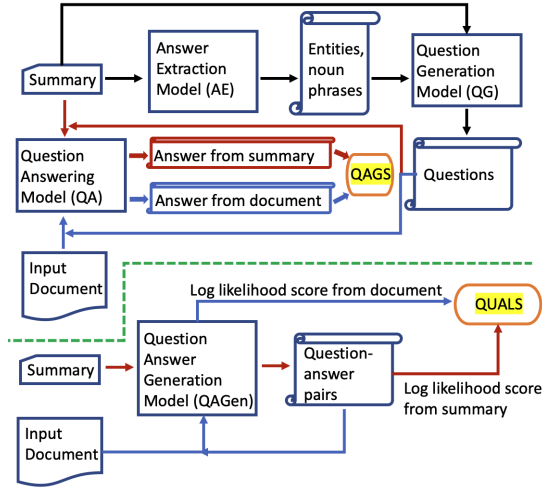 Summary
Answer
Extraction
Model (AE)
Entities,
noun
phrases
Question
Generation
Model (QG)
Question
Answering
Model (QA)
Answer from summary
Answer from document
QAGS
Questions
Input
Document
Log likelihood score from document
QUALS
Summary
Question
Answer
Generation
Model (QAGen)
Question-
answer
pairs
Log likelihood score
from summary
Input
Document